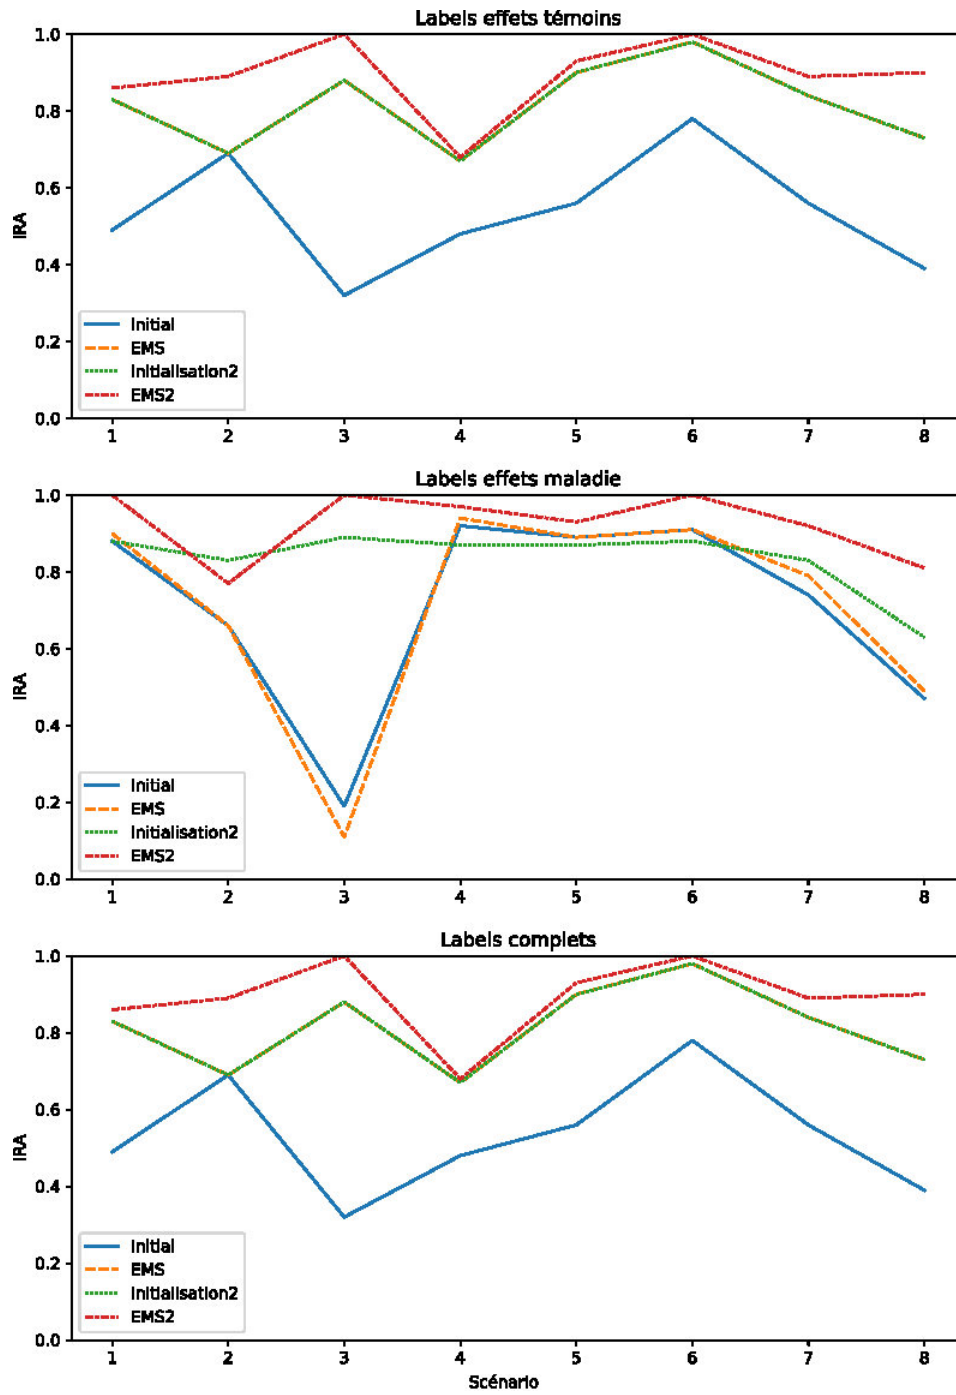 Labels effets témoins
1.0
0.8
0.6
0.4
0.2
0.0
IRA
Initial
EMS
Initialisation2
EMS2
1 2 3 4 5 6 7 8
Labels effets maladie
1.0
0.8
0.6
0.4
0.2
0.0
IRA
Initial
EMS
Initialisation2
EMS2
1 2 3 4 5 6 7 8
Labels complets
1.0
0.8
0.6
0.4
0.2
0.0
IRA
Initial
EMS
Initialisation2
EMS2
1 2 3 4 5 6 7 8
Scénario